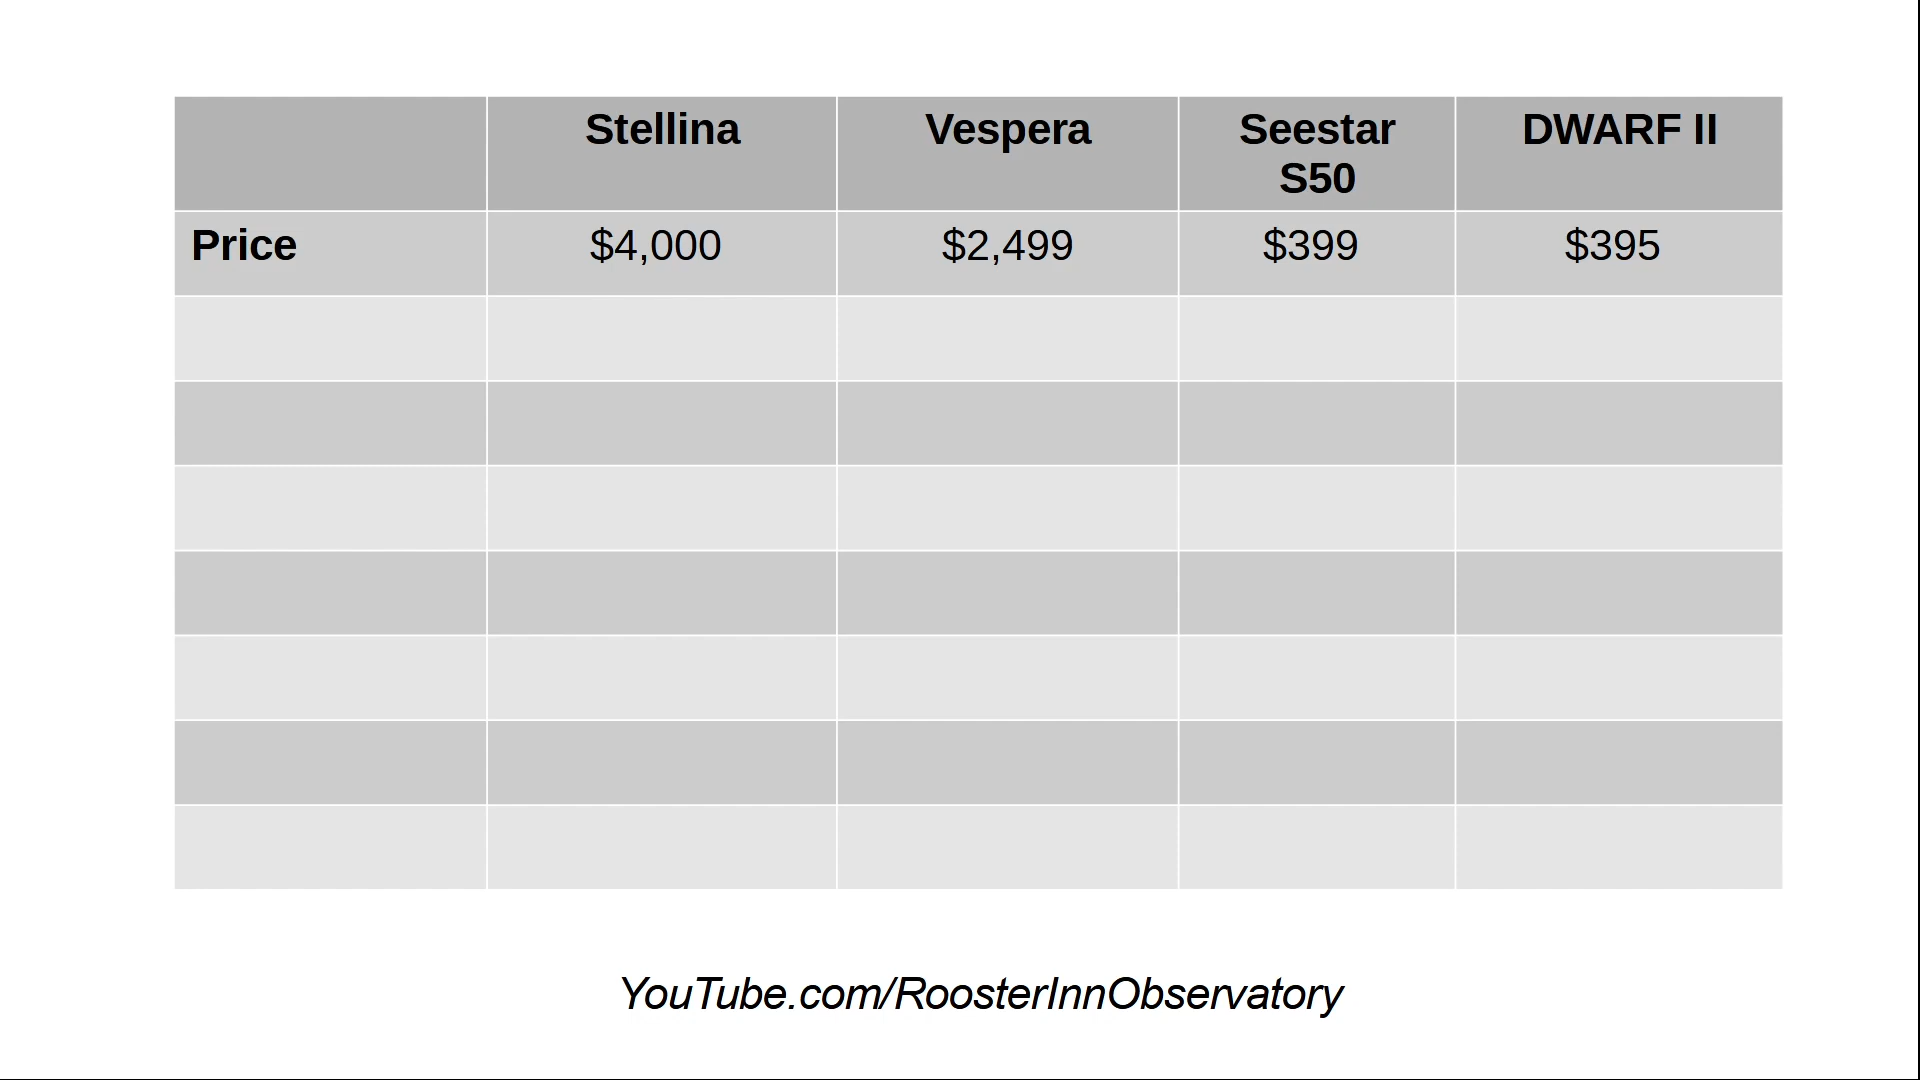 Stellina Vespera Seestar DWARF II
S50
Price $4,000 $2,499 $399 $395
YouTube.com/RoosterInnObservatory